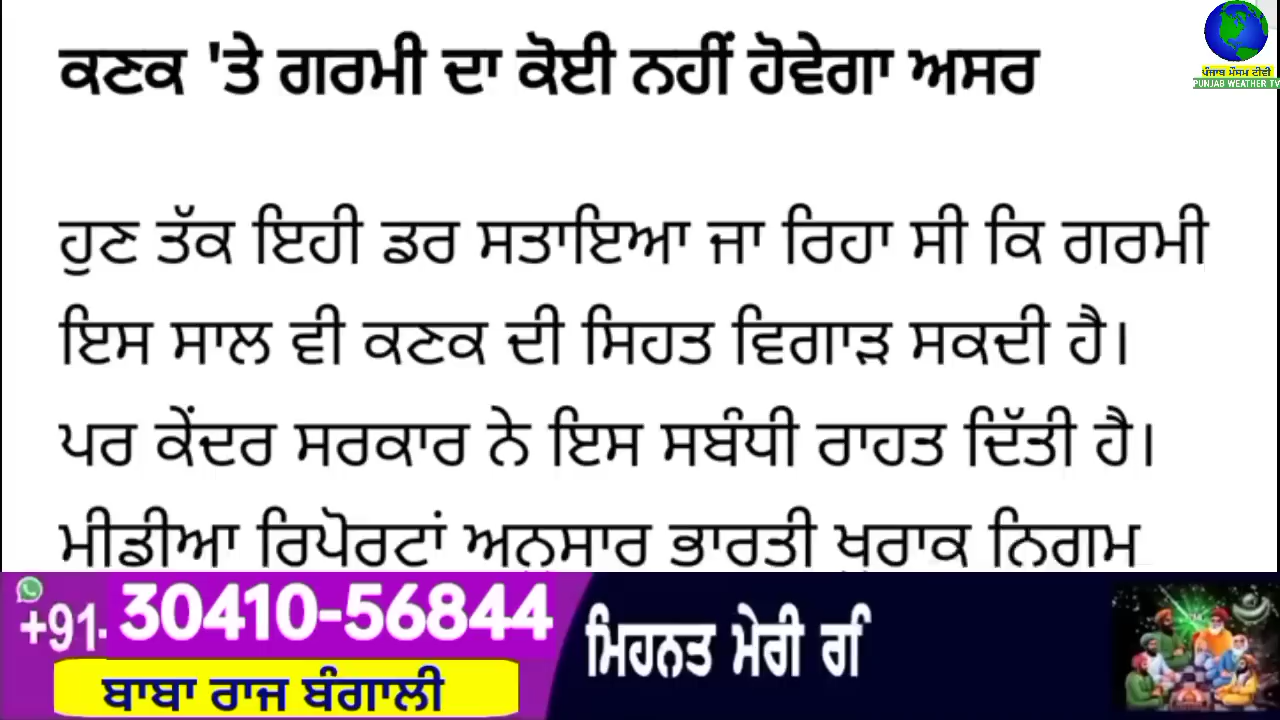 ਕਣਕ 'ਤੇ ਗਰਮੀ ਦਾ ਕੋਈ ਨਹੀਂ ਹੋਵੇਗਾ ਅਸਰ
ਪੰਜਾਬ ਮੌਸਮ ਟੀਵੀ
PUNJAB WEATHER TV
ਹੁਣ ਤੱਕ ਇਹੀ ਡਰ ਸਤਾਇਆ ਜਾ ਰਿਹਾ ਸੀ ਕਿ ਗਰਮੀ
ਇਸ ਸਾਲ ਵੀ ਕਣਕ ਦੀ ਸਿਹਤ ਵਿਗਾੜ ਸਕਦੀ ਹੈ।
ਪਰ ਕੇਂਦਰ ਸਰਕਾਰ ਨੇ ਇਸ ਸਬੰਧੀ ਰਾਹਤ ਦਿੱਤੀ ਹੈ।
ਮੀਡੀਆ ਰਿਪੋਰਟਾਂ ਅਨੁਸਾਰ ਭਾਰਤੀ ਖੁਰਾਕ ਨਿਗਮ
+91- 30410-56844
ਬਾਬਾ ਰਾਜ ਬੰਗਾਲੀ
ਮਿਹਨਤ ਮੇਰੀ